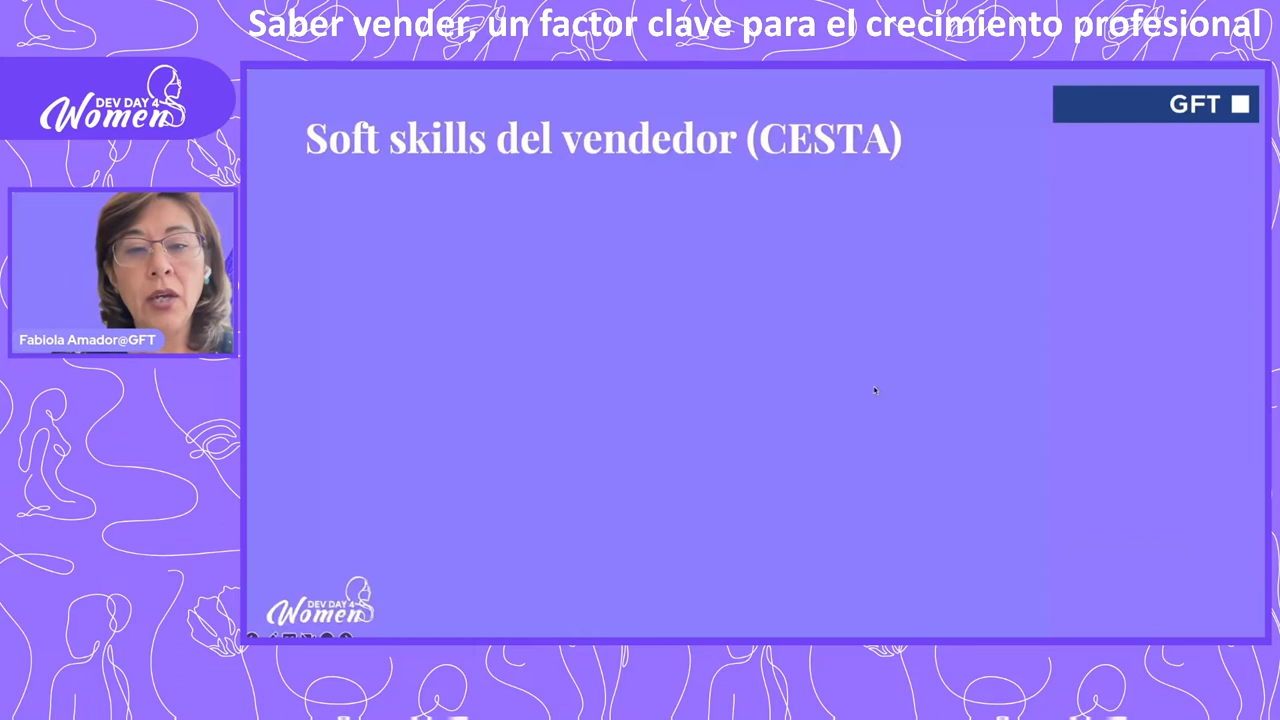 Saber vender, un factor clave para el crecimiento profesional
DEV DAY 4
Women
GFT
Soft skills del vendedor (CESTA)
Fabiola Amador@GFT
DEV DAY 4
Women